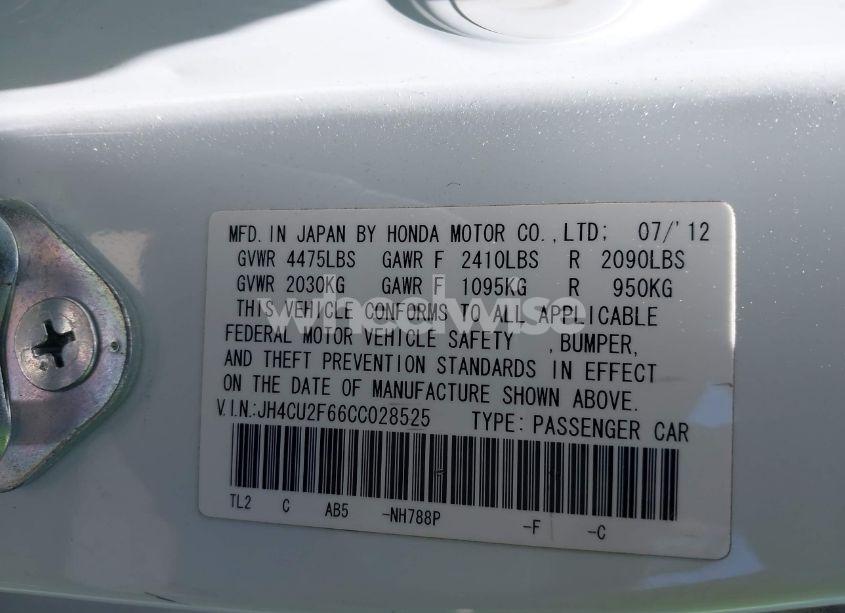 MFD. IN JAPAN BY HONDA MOTOR CO., LTD; 07/'12
GVWR 4475LBS GAWR F 2410LBS R 2090LBS
GVWR 2030KG GAWR F 1095KG R 950KG
THIS VEHICLE CONFORMS TO ALL APPLICABLE
wheelwise
FEDERAL MOTOR VEHICLE SAFETY , BUMPER,
AND THEFT PREVENTION STANDARDS IN EFFECT
ON THE DATE OF MANUFACTURE SHOWN ABOVE.
V.I.N.:JH4CU2F66CC028525 TYPE: PASSENGER CAR
TL2 C AB5 -NH788P -F -C